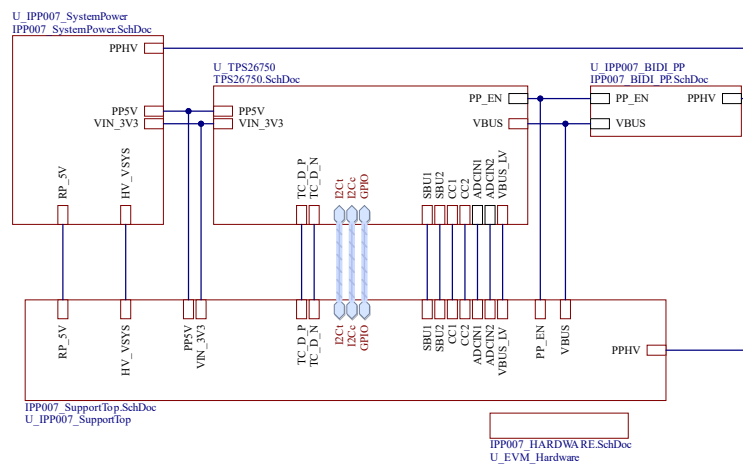 U_IPP007_SystemPower
IPP007_SystemPower.SchDoc
PPHV
PP5V
VIN_3V3
RP_5V
HV_VSYS
U_TPS26750
TPS26750.SchDoc
PP5V
VIN_3V3
PP_EN
VBUS
TC_D_P
TC_D_N
I2Ct
I2Cc
GPIO
SBU1
SBU2
CC1
CC2
ADCIN1
ADCIN2
VBUS_LV
U_IPP007_BIDI_PP
IPP007_BIDI_PP.SchDoc
PP_EN
PPHV
VBUS
RP_5V
HV_VSYS
PP5V
VIN_3V3
TC_D_P
TC_D_N
I2Ct
I2Cc
GPIO
SBU1
SBU2
CC1
CC2
ADCIN1
ADCIN2
VBUS_LV
PP_EN
VBUS
PPHV
IPP007_SupportTop.SchDoc
U_IPP007_SupportTop
IPP007_HARDWARE.SchDoc
U_EVM_Hardware